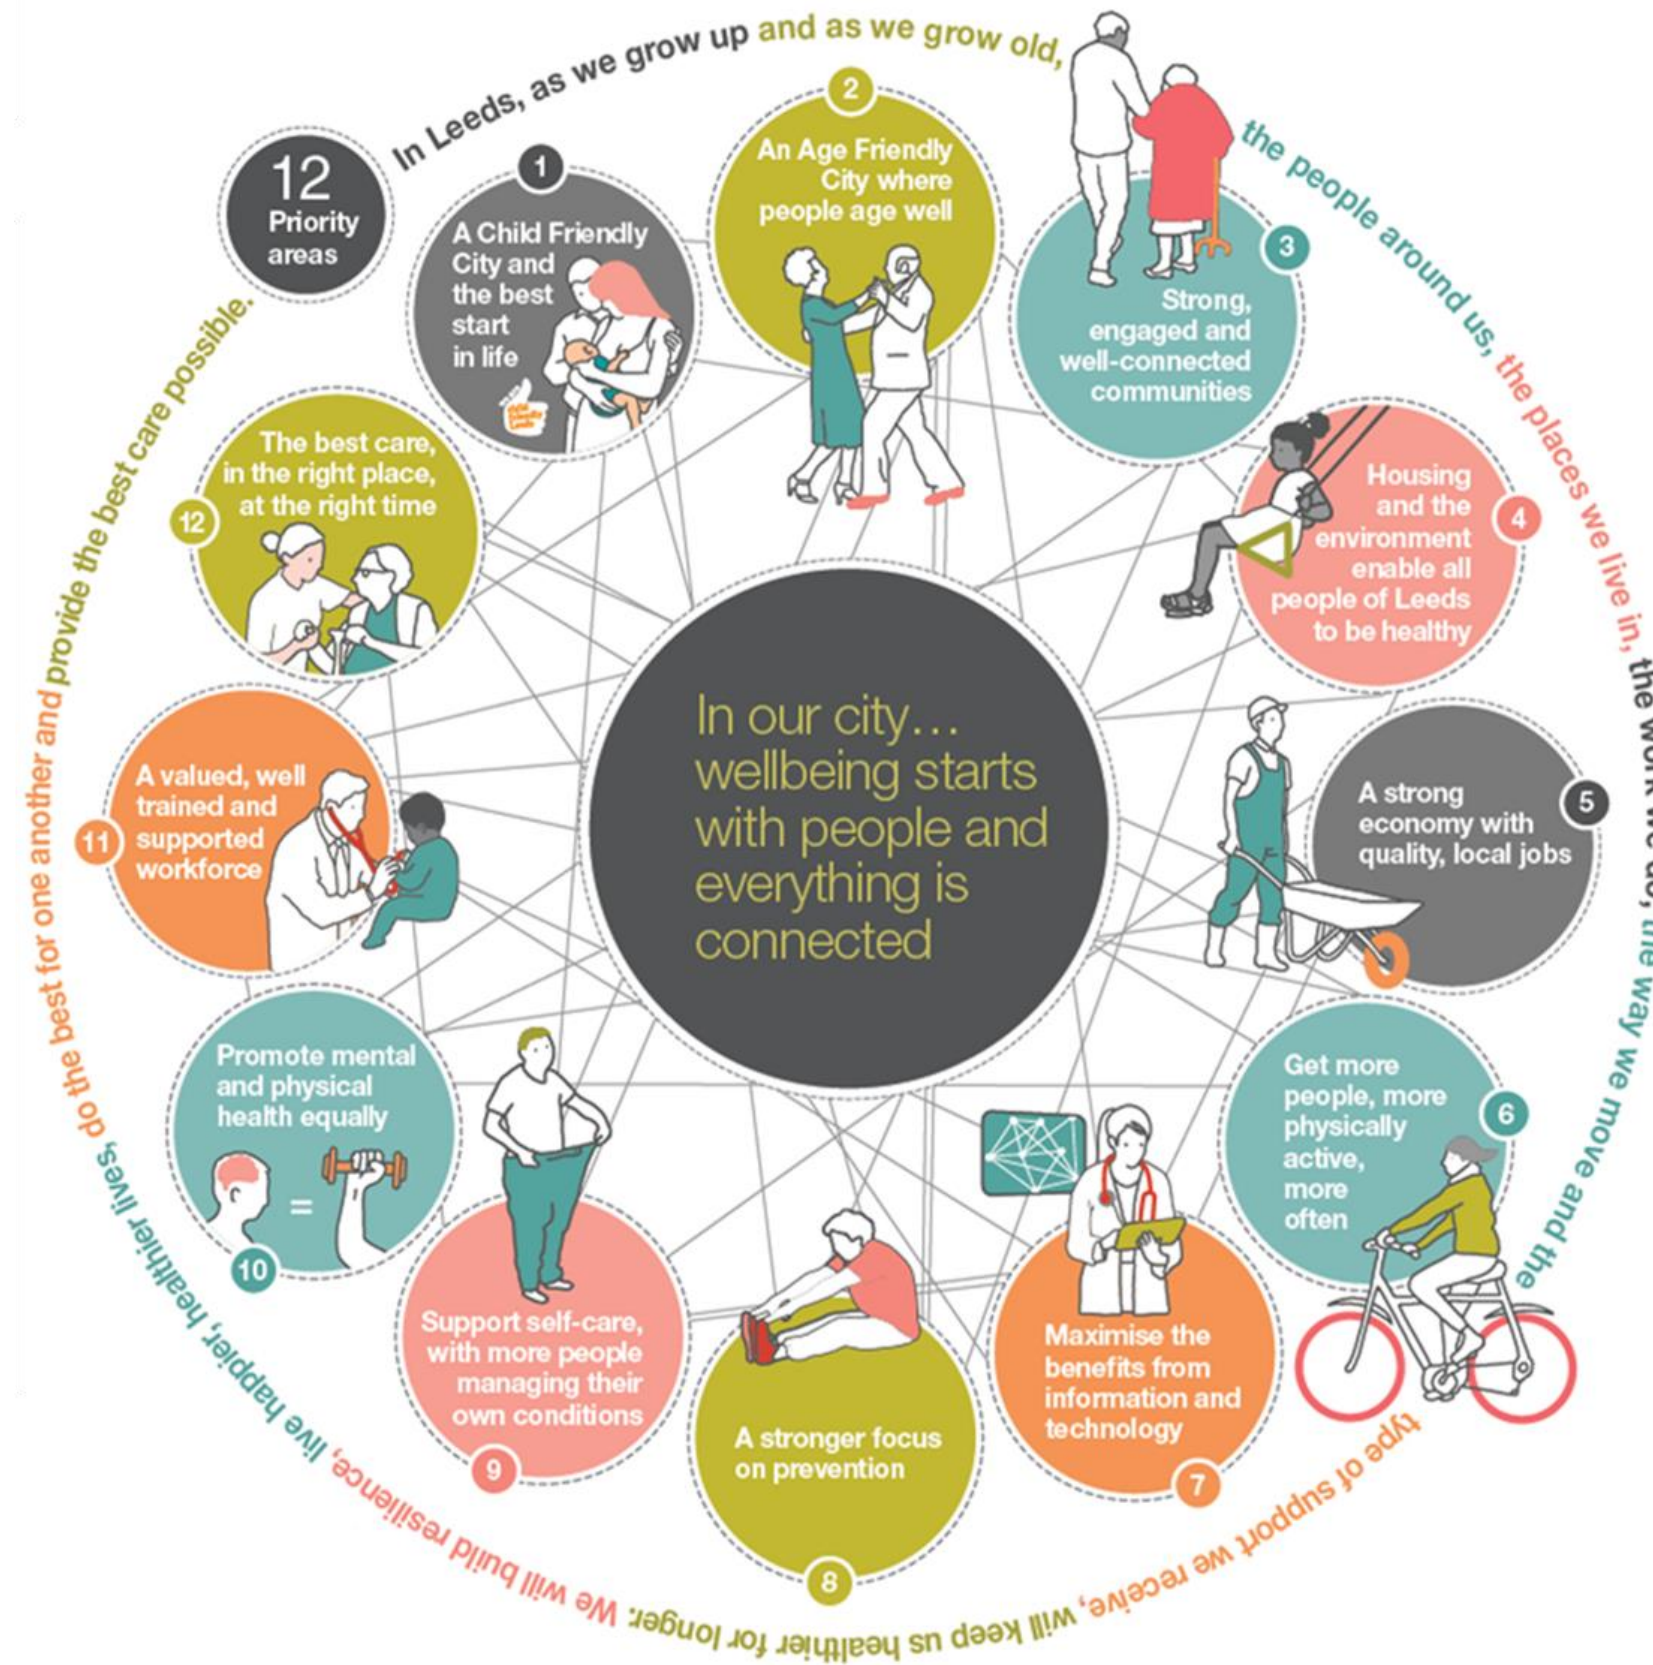 12
Priority
areas
In Leeds, as we grow up and as we grow old,
the people around us, the places we live in, the work we do, the way we move and the
type of support we receive, will keep us healthier for longer. We will build resilience, live happier, healthier lives, do the best for one another and provide the best care possible.
1
A Child Friendly
City and
the best
start
in life
Child
Friendly
Leeds
2
An Age Friendly
City where
people age well
3
Strong,
engaged and
well-connected
communities
4
Housing
and the
environment
enable all
people of Leeds
to be healthy
5
A strong
economy with
quality, local jobs
6
Get more
people, more
physically
active,
more
often
7
Maximise the
benefits from
information and
technology
8
A stronger focus
on prevention
9
Support self-care,
with more people
managing their
own conditions
10
Promote mental
and physical
health equally
=
11
A valued, well
trained and
supported
workforce
12
The best care,
in the right place,
at the right time
In our city...
wellbeing starts
with people and
everything is
connected